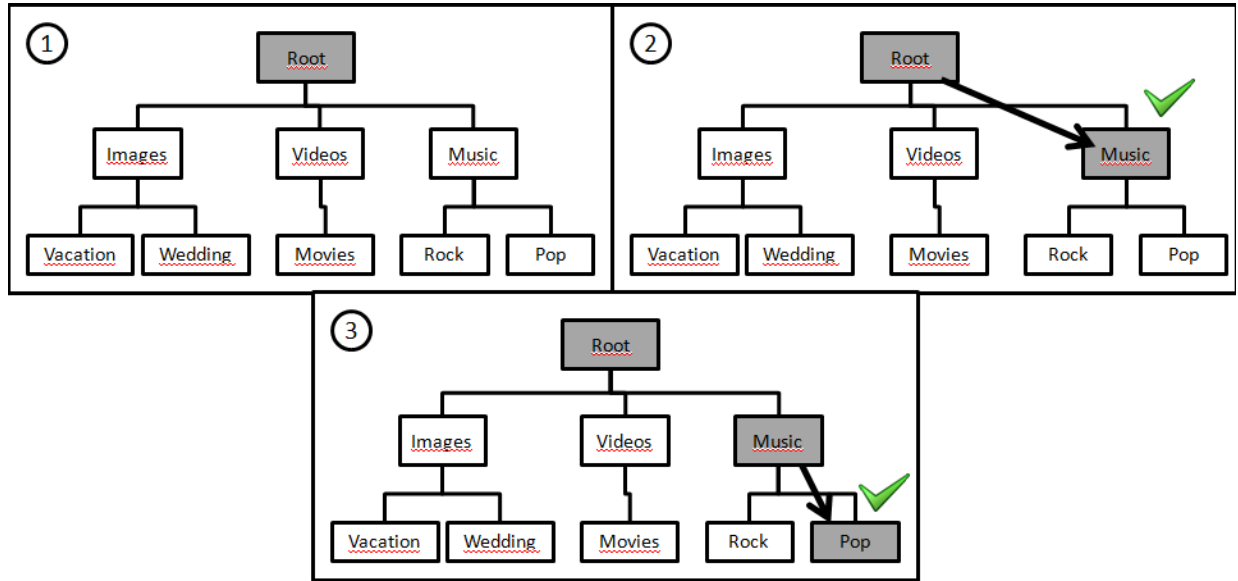 1
Root
Images Videos Music
Vacation Wedding Movies Rock Pop
2
Root
Images Videos Music
Vacation Wedding Movies Rock Pop
3
Root
Images Videos Music
Vacation Wedding Movies Rock Pop